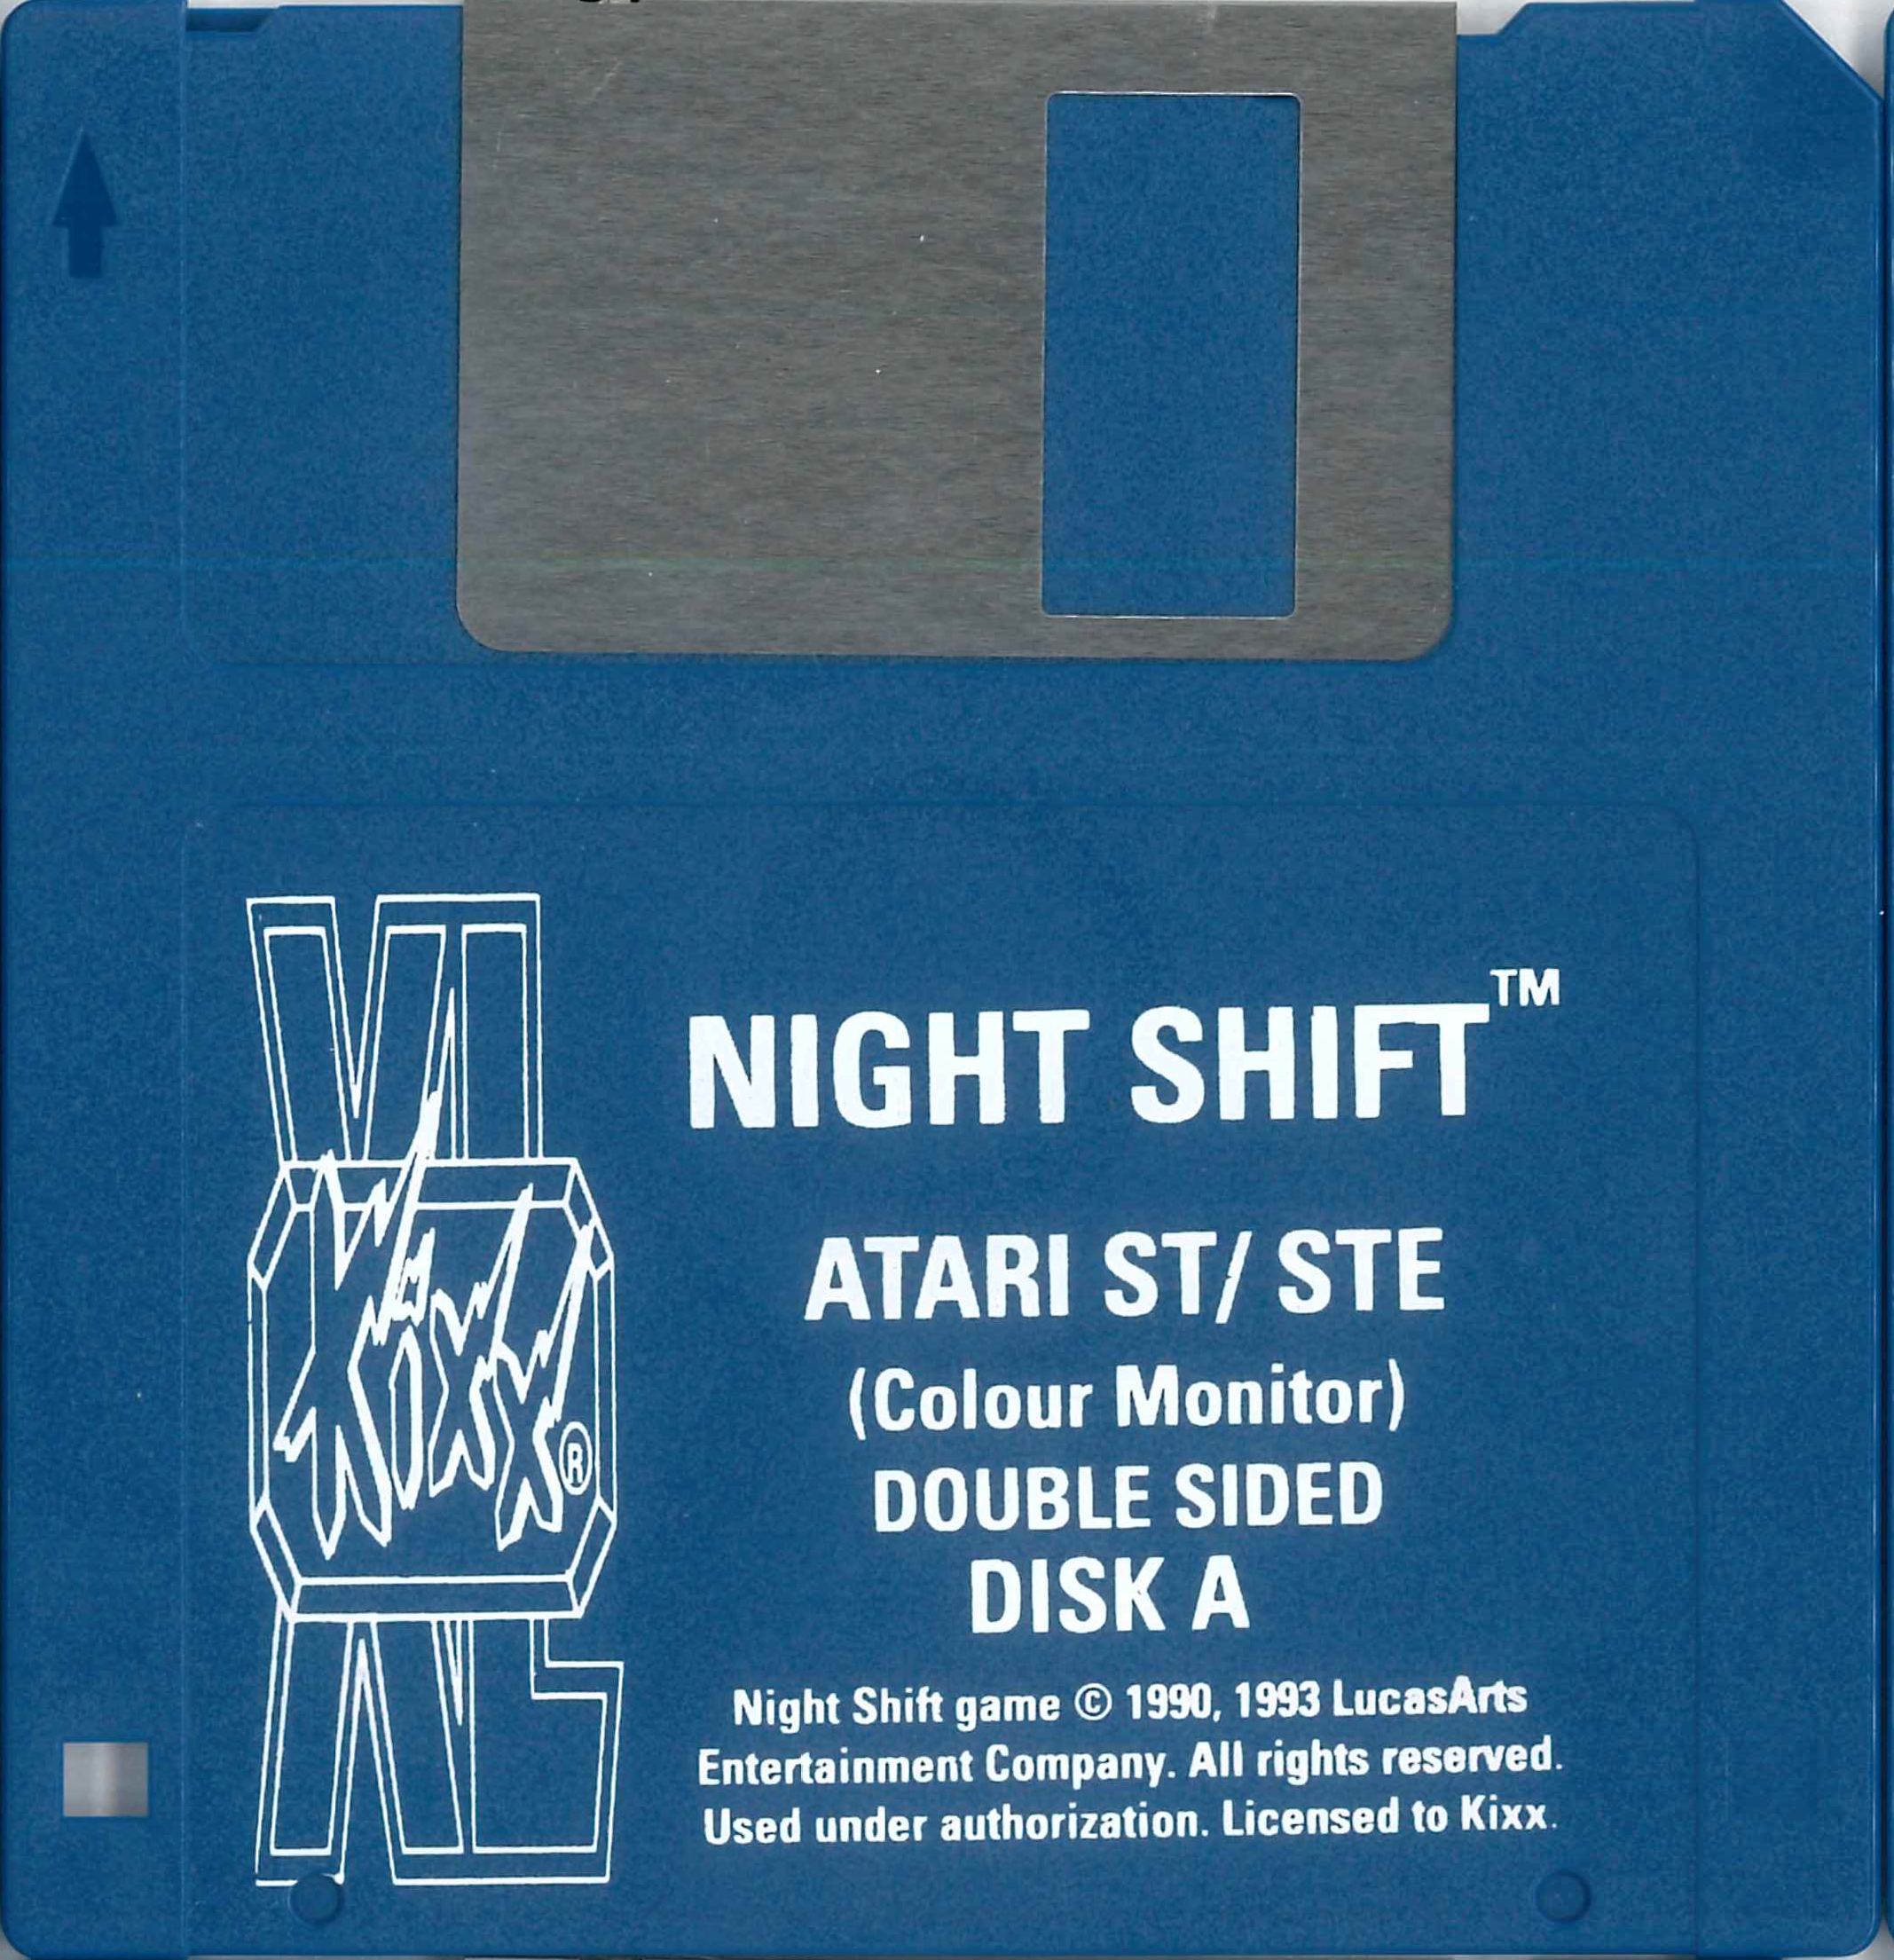 NIGHT SHIFT™
ATARI ST/ STE
(Colour Monitor)
DOUBLE SIDED
DISK A
Night Shift game © 1990, 1993 LucasArts
Entertainment Company. All rights reserved.
Used under authorization. Licensed to Kixx.
Kixx®